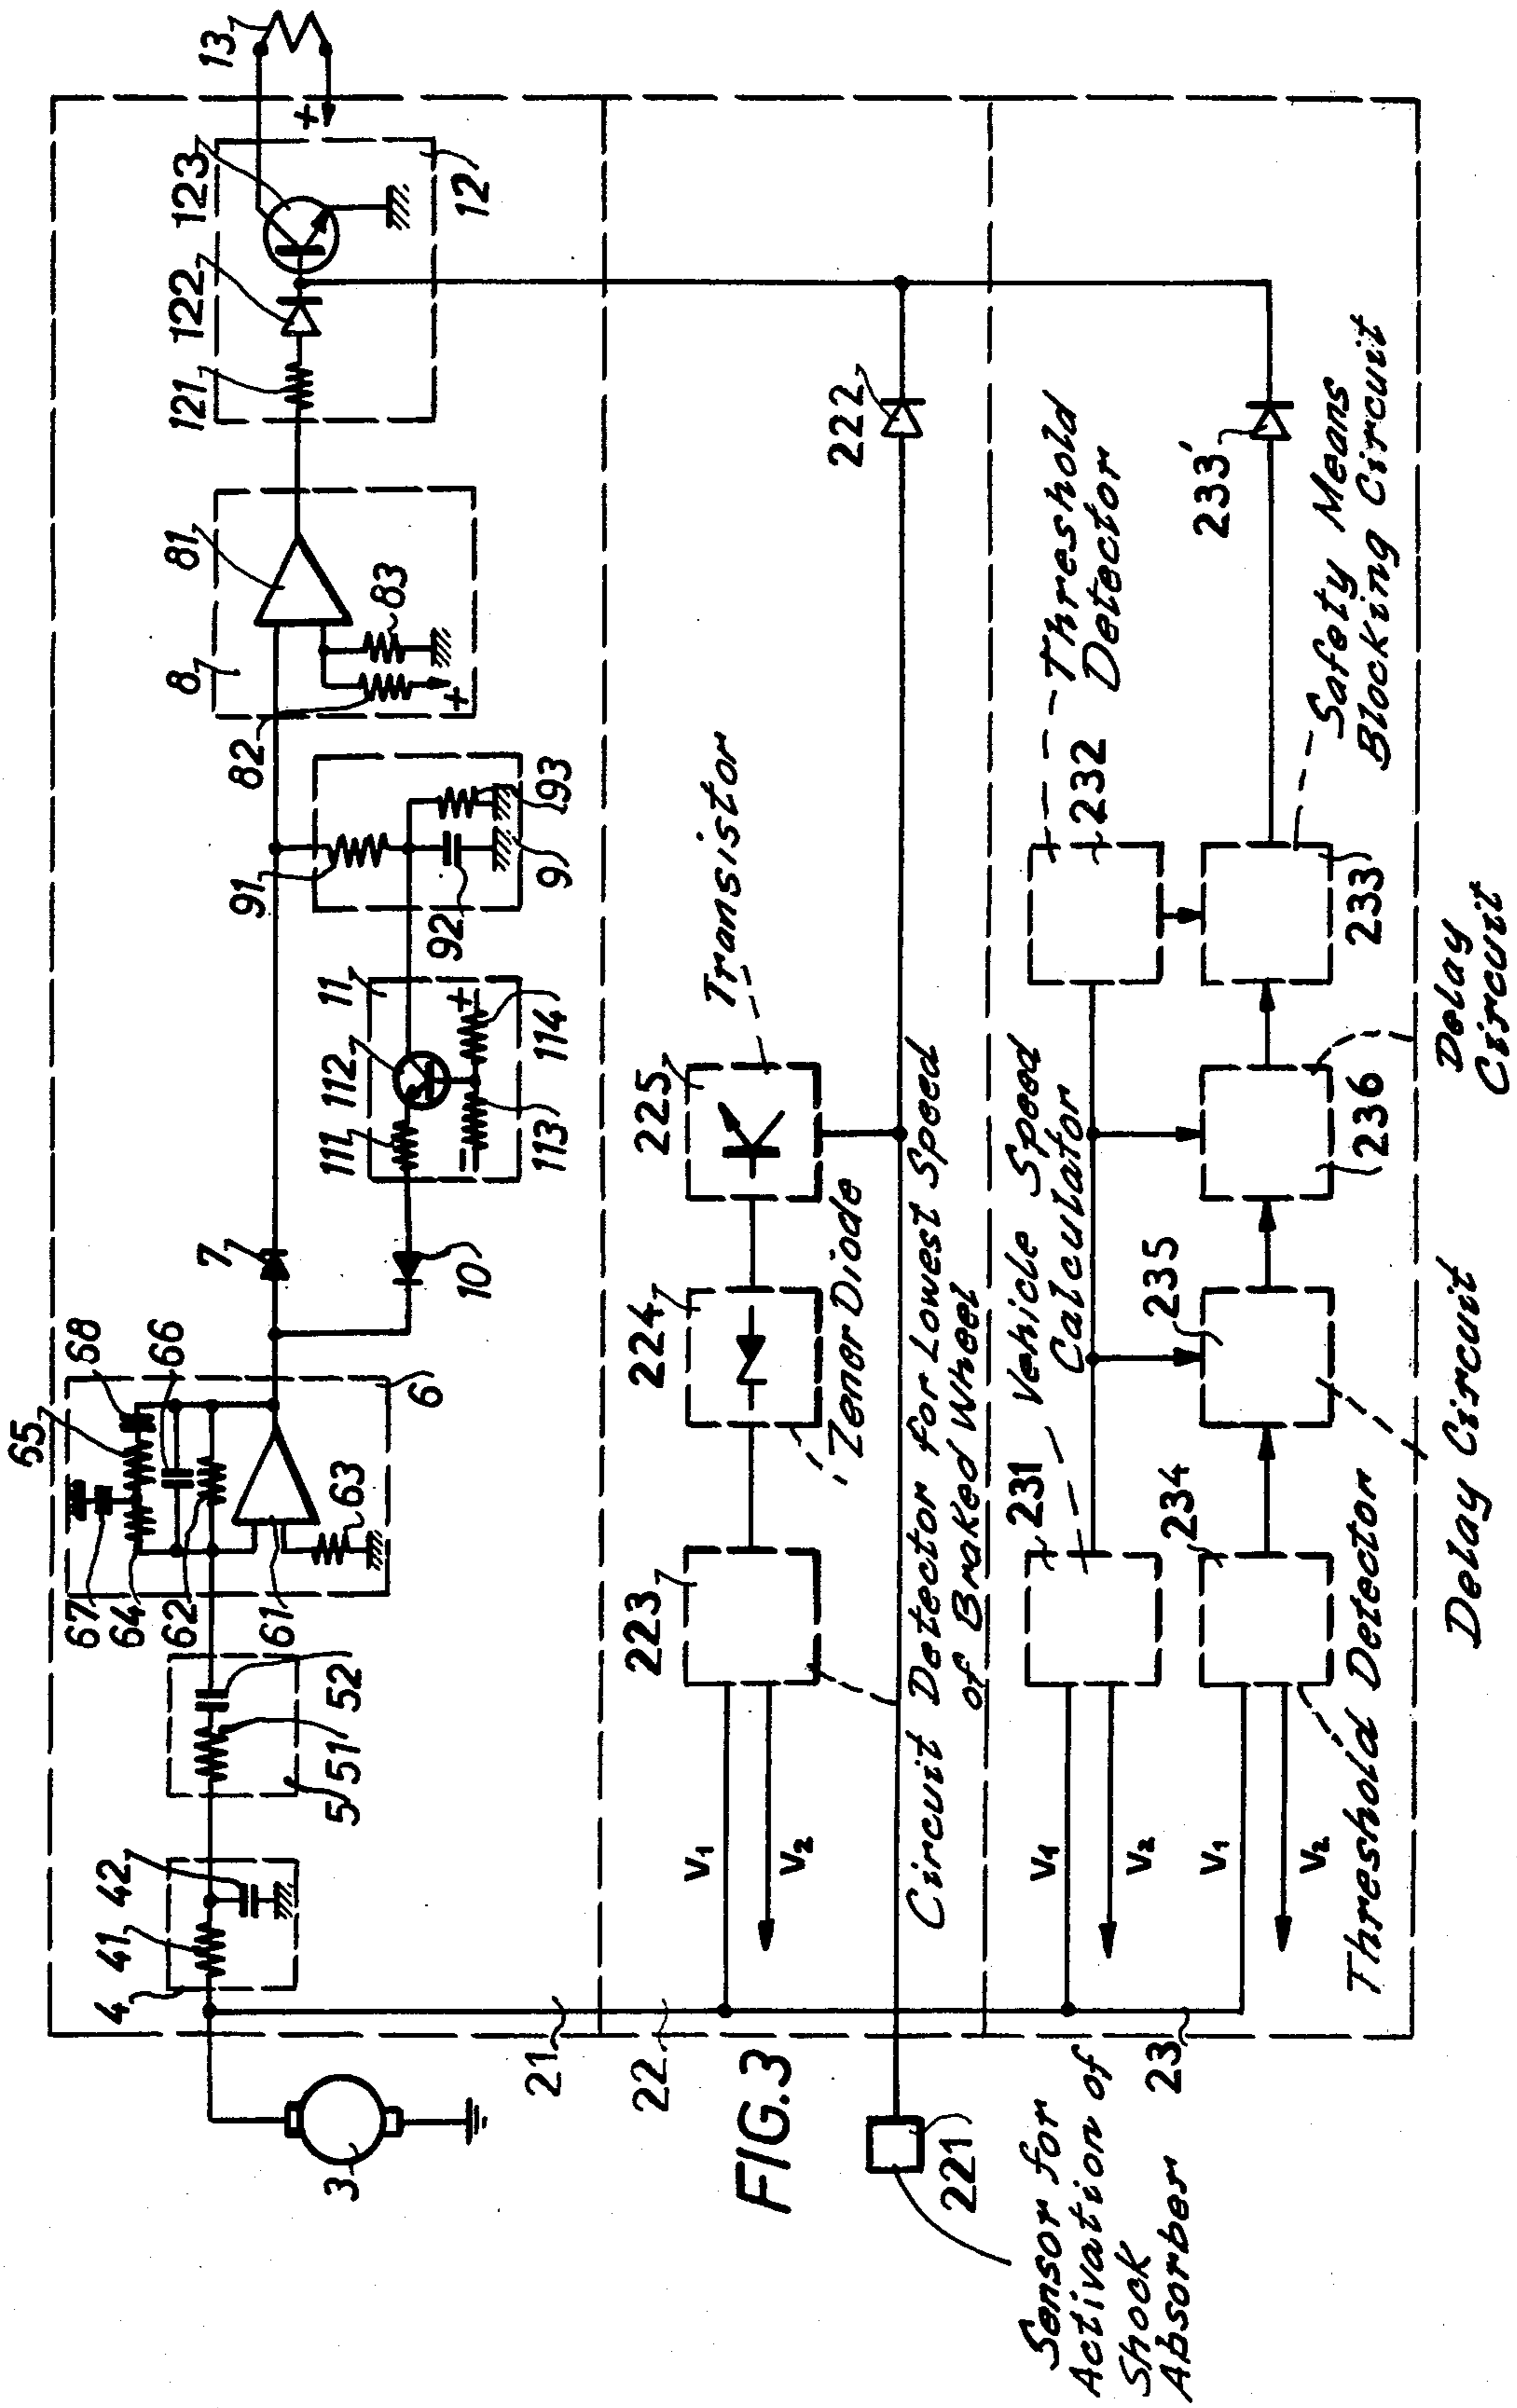 65
68
67
64
62
66
61
63
6
4
41
42
5
51
52
7
10
11
111
112
113
114
=
+
91
92
93
9
8
81
82
83
+
12
121
122
123
13
+
3
21
22
23
223
224
225
222
Transistor
Zener Diode
V₁
V₂
Circuit Detector for Lowest Speed
of Braked Wheel
221
Sensor for
Activation of
Shock
Absorber
231
Vehicle Speed
Calculator
232
Threshold
Detector
233
233'
Safety Means
Blocking Circuit
234
235
236
V₁
V₂
V₁
V₂
Threshold Detector
Delay Circuit
Delay
Circuit
FIG.3